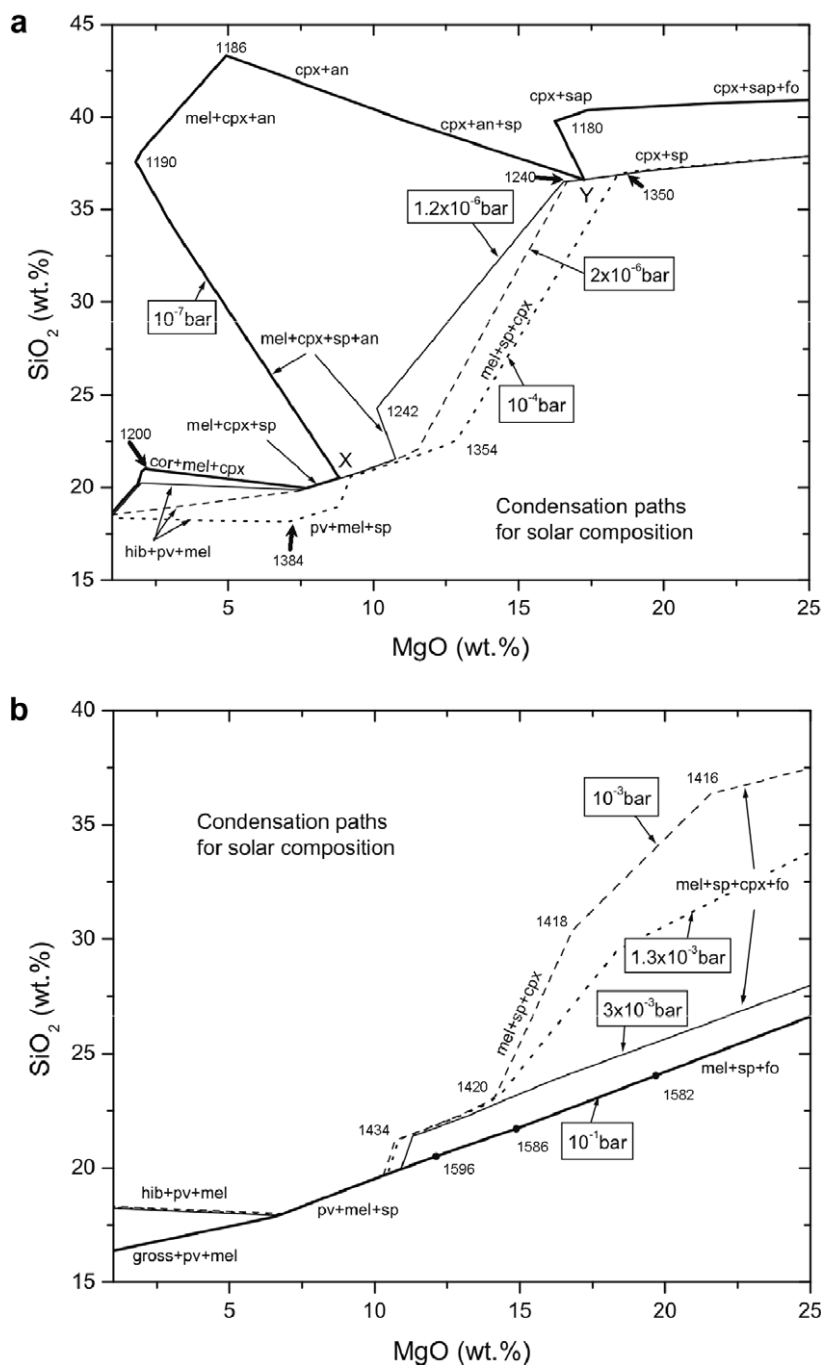 a
45
40
35
30
25
20
15
SiO2 (wt.%)
1186
cpx+an
mel+cpx+an
1190
cpx+an+sp
cpx+sap
cpx+sap+fo
1180
cpx+sp
1240
Y
1350
1.2x10-6bar
2x10-6bar
10-7bar
mel+cpx+sp+an
mel+sp+cpx
10-4bar
1242
mel+cpx+sp
X
1200
cor+mel+cpx
1354
hib+pv+mel
pv+mel+sp
1384
Condensation paths
for solar composition
5 10 15 20 25
MgO (wt.%)
b
40
35
30
25
20
15
SiO2 (wt.%)
Condensation paths
for solar composition
1416
10-3bar
mel+sp+cpx+fo
1418
1.3x10-3bar
mel+sp+cpx
3x10-3bar
mel+sp+fo
1420
1582
1434
10-1bar
1586
1596
hib+pv+mel
pv+mel+sp
gross+pv+mel
5 10 15 20 25
MgO (wt.%)